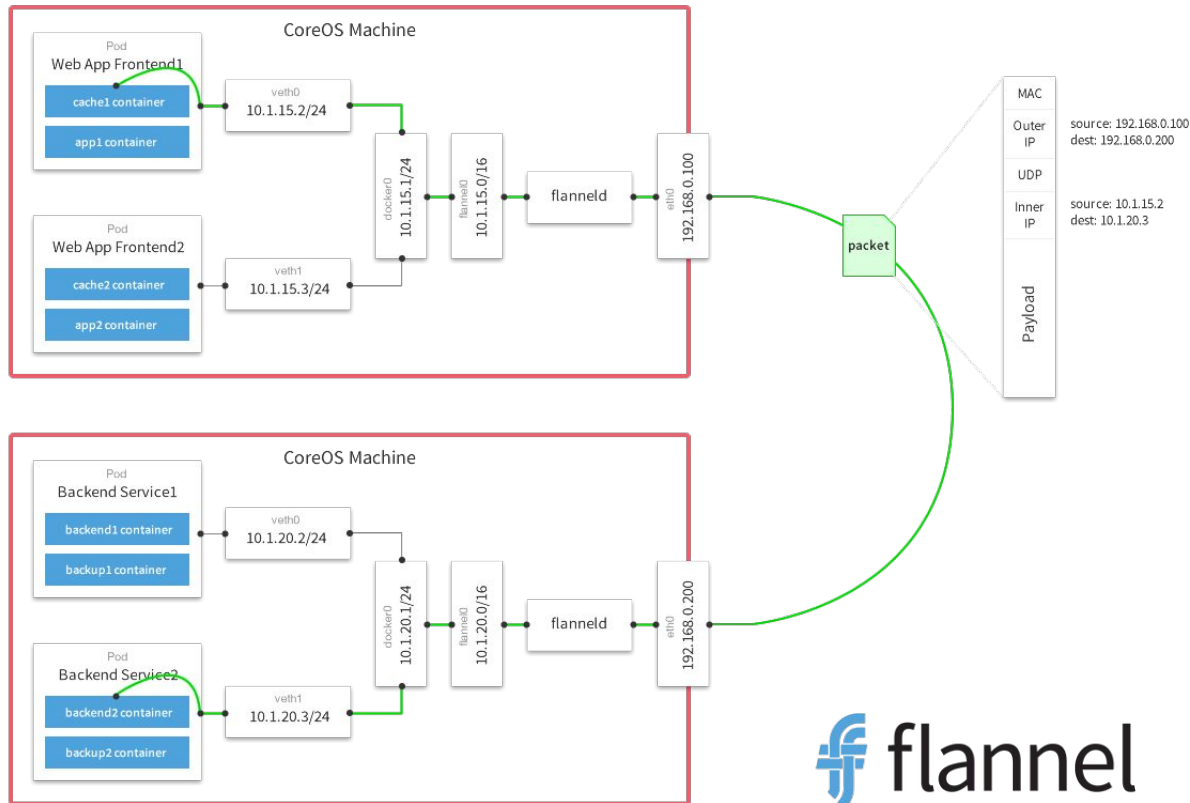 CoreOS Machine
Pod
Web App Frontend1
cache1 container
app1 container
veth0
10.1.15.2/24
Pod
Web App Frontend2
cache2 container
app2 container
veth1
10.1.15.3/24
docker0
10.1.15.1/24
flannel0
10.1.15.0/16
flanneld
eth0
192.168.0.100
packet
MAC
Outer
IP
source: 192.168.0.100
dest: 192.168.0.200
UDP
Inner
IP
source: 10.1.15.2
dest: 10.1.20.3
Payload
CoreOS Machine
Pod
Backend Service1
backend1 container
backup1 container
veth0
10.1.20.2/24
Pod
Backend Service2
backend2 container
backup2 container
veth1
10.1.20.3/24
docker0
10.1.20.1/24
flannel0
10.1.20.0/16
flanneld
eth0
192.168.0.200
flannel